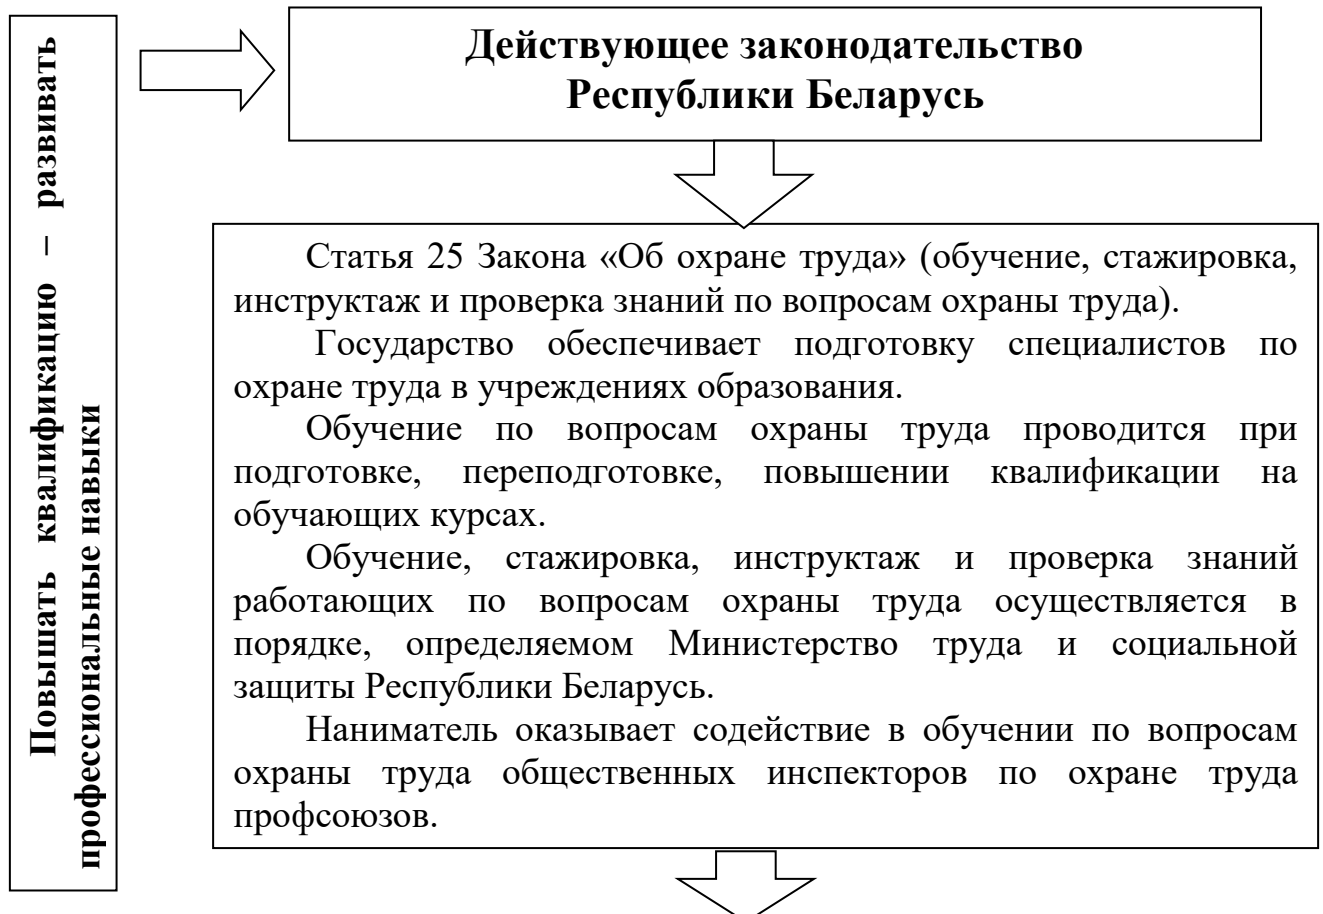 Повышать квалификацию – развивать
профессиональные навыки
Действующее законодательство
Республики Беларусь
Статья 25 Закона «Об охране труда» (обучение, стажировка,
инструктаж и проверка знаний по вопросам охраны труда).
Государство обеспечивает подготовку специалистов по
охране труда в учреждениях образования.
Обучение по вопросам охраны труда проводится при
подготовке, переподготовке, повышении квалификации на
обучающих курсах.
Обучение, стажировка, инструктаж и проверка знаний
работающих по вопросам охраны труда осуществляется в
порядке, определяемом Министерство труда и социальной
защиты Республики Беларусь.
Наниматель оказывает содействие в обучении по вопросам
охраны труда общественных инспекторов по охране труда
профсоюзов.